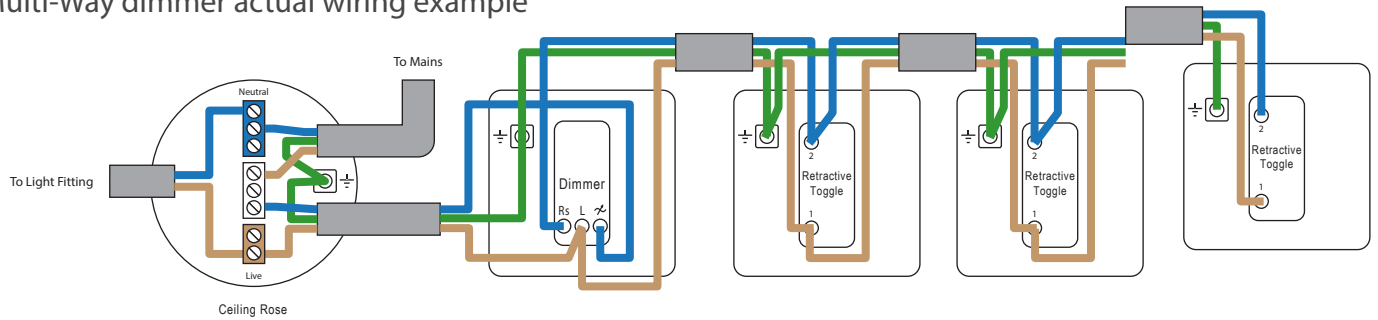 Multi-Way dimmer actual wiring example
To Mains
Neutral
To Light Fitting
Live
Ceiling Rose
Dimmer
Rs L
2
Retractive
Toggle
1
2
Retractive
Toggle
1
2
Retractive
Toggle
1